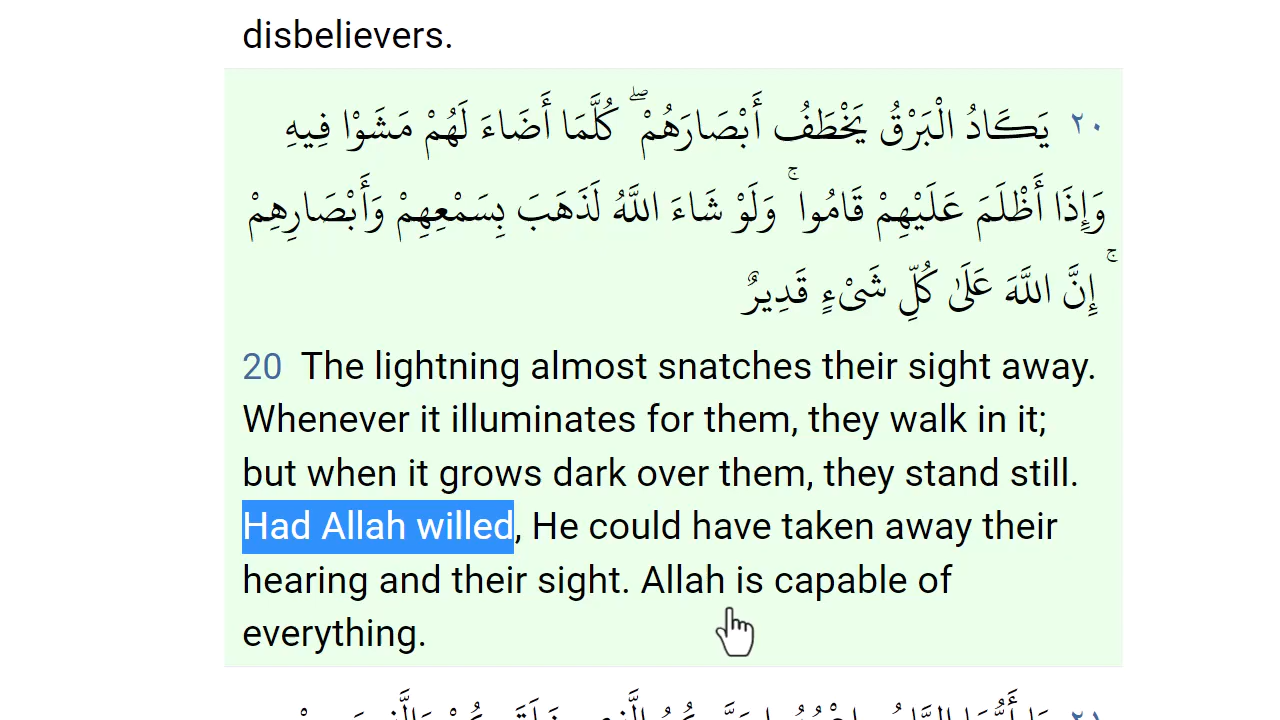 disbelievers.
٢٠ يَكَادُ الْبَرْقُ يَخْطَفُ أَبْصَارَهُمْ ۖ كُلَّمَا أَضَاءَ لَهُمْ مَشَوْا فِيهِ
وَإِذَا أَظْلَمَ عَلَيْهِمْ قَامُوا ۚ وَلَوْ شَاءَ اللَّهُ لَذَهَبَ بِسَمْعِهِمْ وَأَبْصَارِهِمْ
ۚ إِنَّ اللَّهَ عَلَىٰ كُلِّ شَيْءٍ قَدِيرٌ
20 The lightning almost snatches their sight away.
Whenever it illuminates for them, they walk in it;
but when it grows dark over them, they stand still.
Had Allah willed, He could have taken away their
hearing and their sight. Allah is capable of
everything.